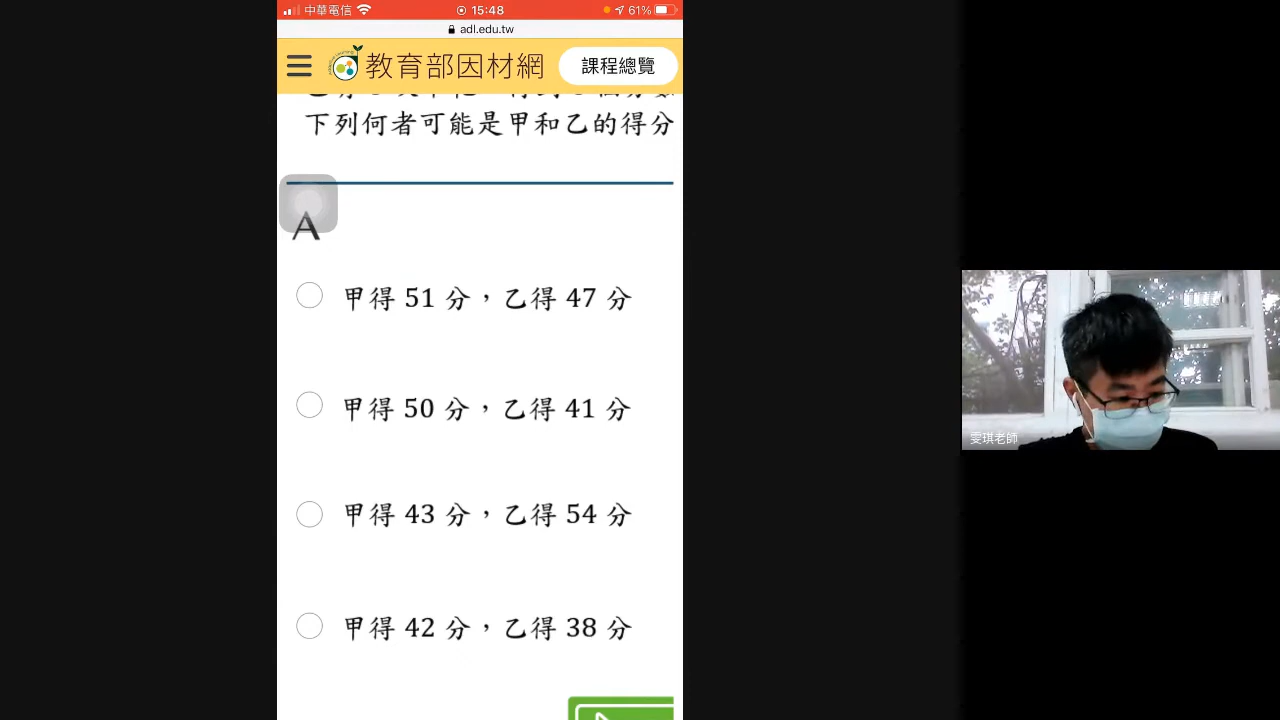 中華電信 15:48 61%
adl.edu.tw
教育部因材網 課程總覽
下列何者可能是甲和乙的得分
A
甲得 51 分，乙得 47 分
甲得 50 分，乙得 41 分
甲得 43 分，乙得 54 分
甲得 42 分，乙得 38 分
雯琪老師